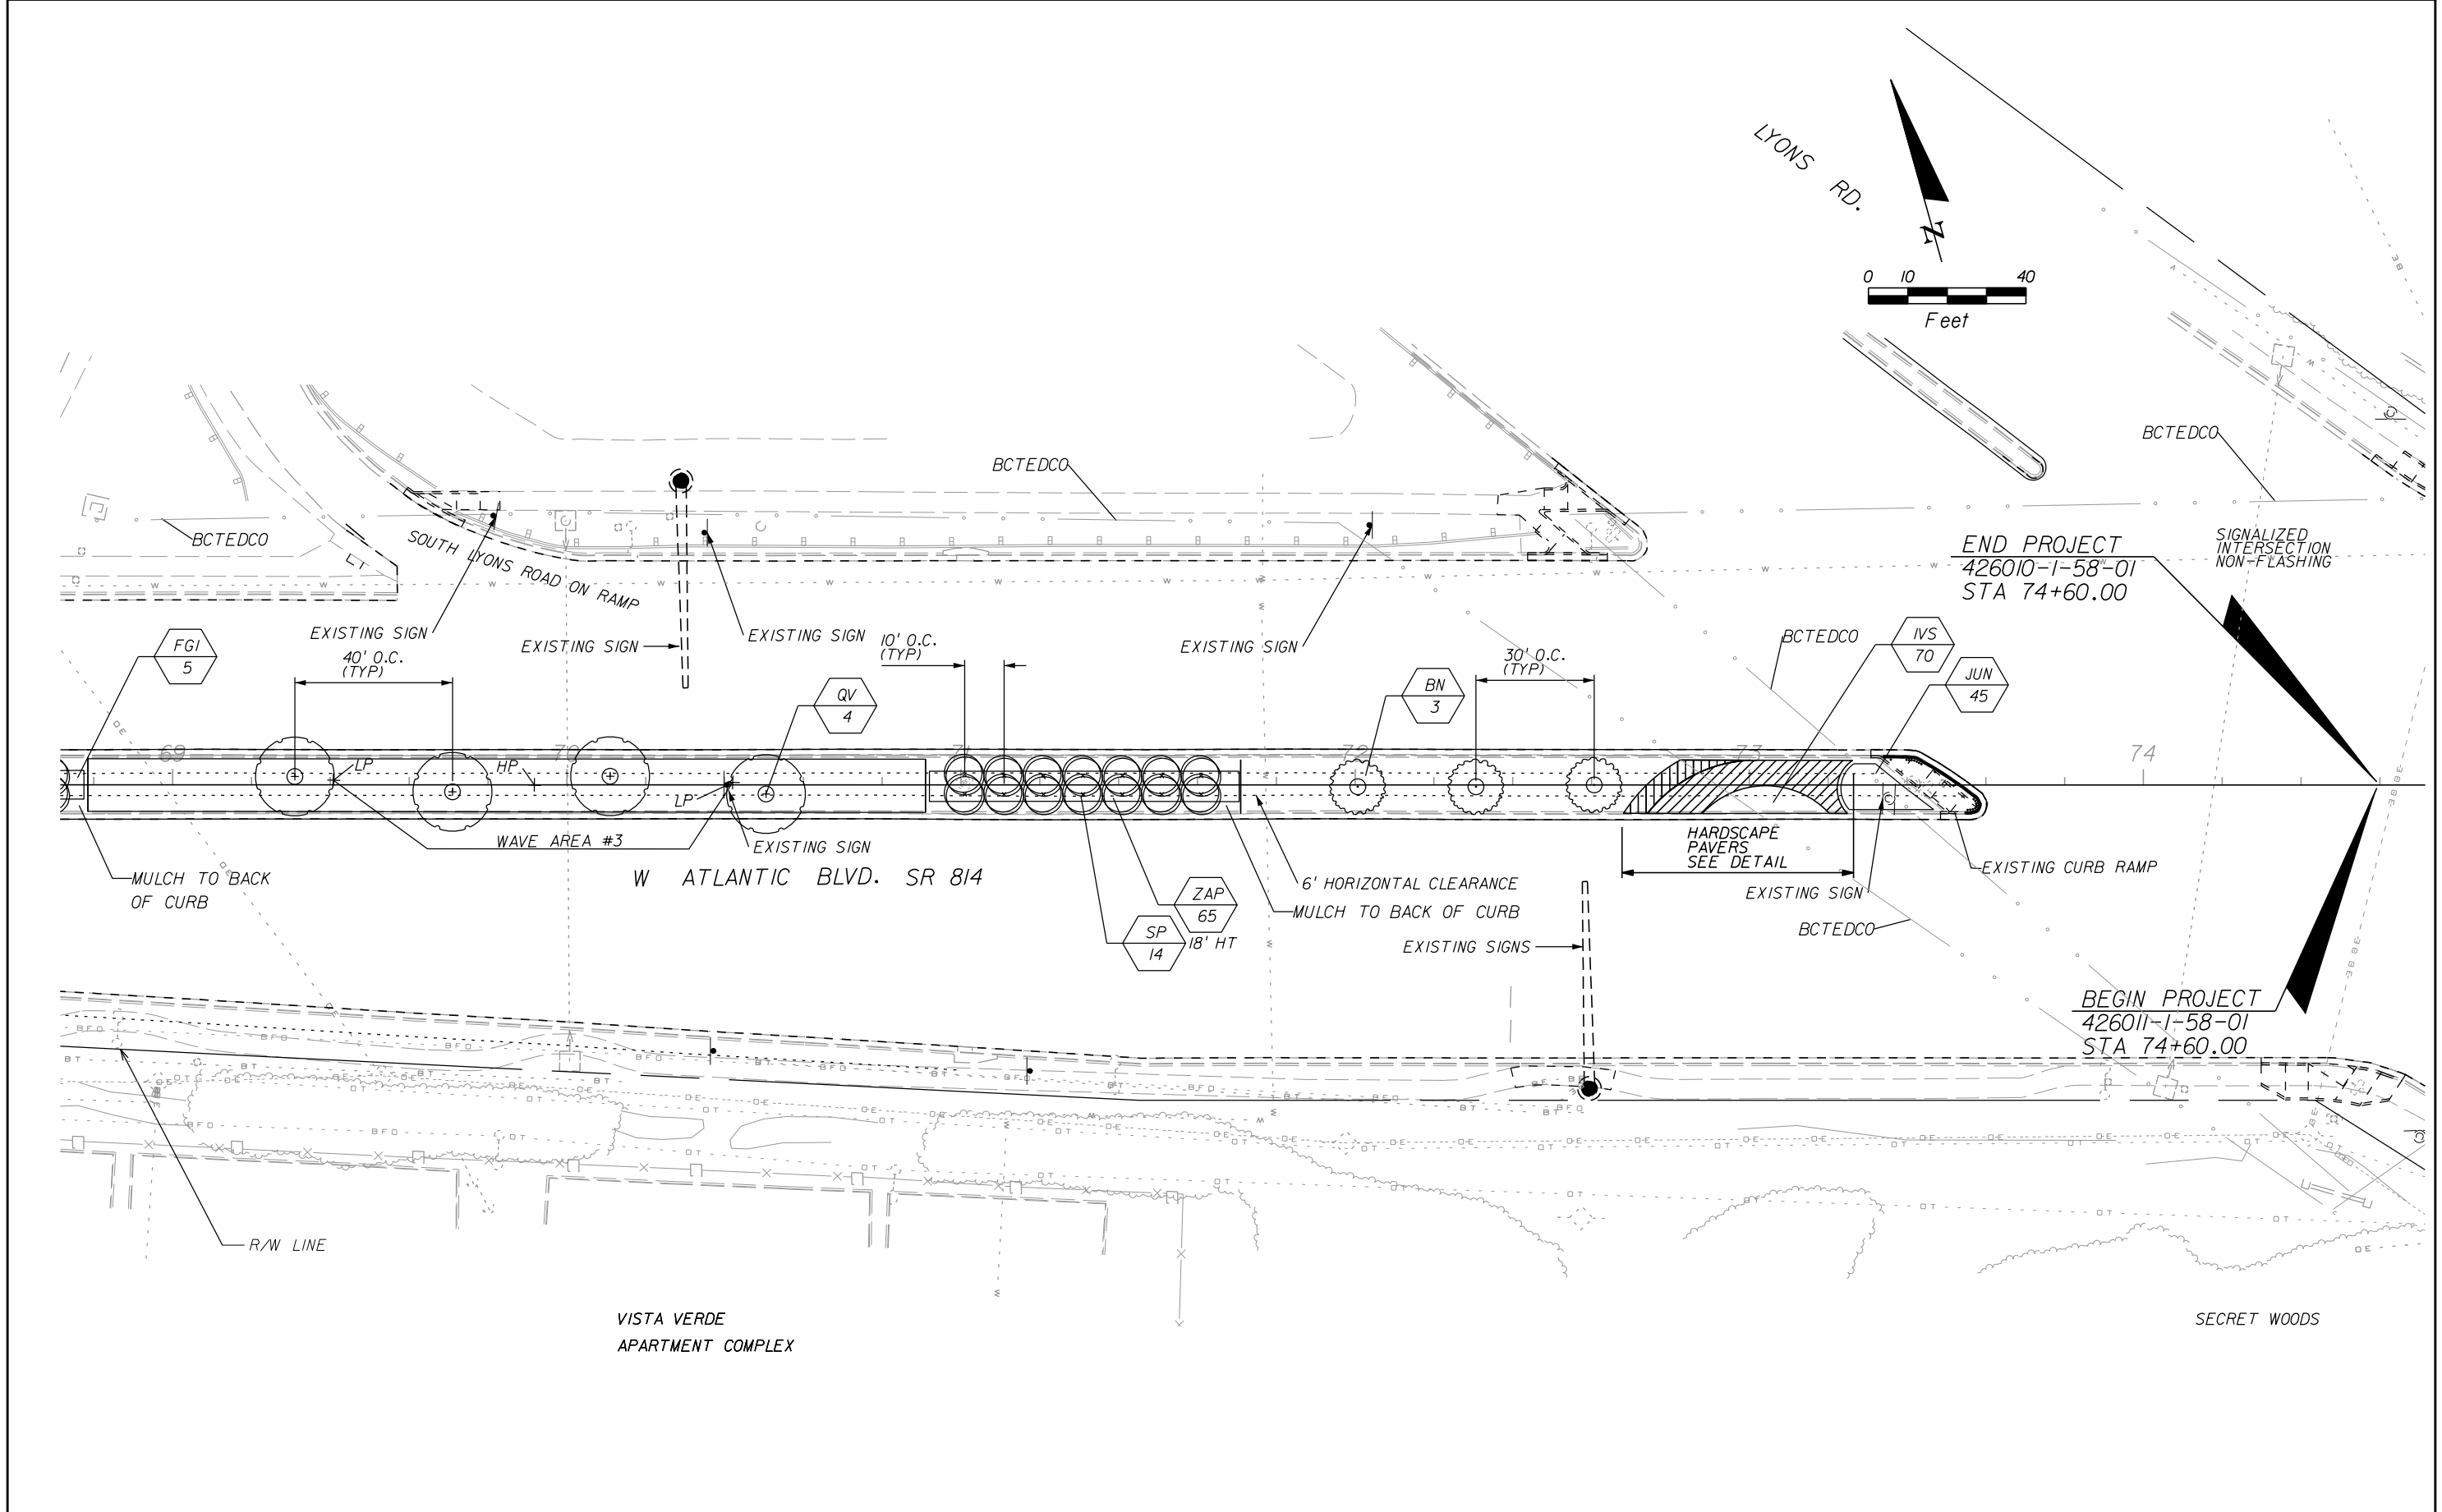 LYONS RD.
N
0 10 40
Feet
BCTEDCO
BCTEDCO
BCTEDCO
SOUTH LYONS ROAD ON RAMP
SIGNALIZED
INTERSECTION
NON-FLASHING
END PROJECT
426010-1-58-01
STA 74+60.00
EXISTING SIGN
EXISTING SIGN
EXISTING SIGN
EXISTING SIGN
BCTEDCO
FGI
5
40' O.C.
(TYP)
10' O.C.
(TYP)
30' O.C.
(TYP)
IVS
70
JUN
45
QV
4
BN
3
69
70
71
72
73
74
LP
HP
LP
WAVE AREA #3
EXISTING SIGN
MULCH TO BACK
OF CURB
W ATLANTIC BLVD. SR 814
HARDSCAPE
PAVERS
SEE DETAIL
EXISTING CURB RAMP
6' HORIZONTAL CLEARANCE
MULCH TO BACK OF CURB
EXISTING SIGN
ZAP
65
SP
14
18' HT
BCTEDCO
EXISTING SIGNS
BEGIN PROJECT
426011-1-58-01
STA 74+60.00
R/W LINE
VISTA VERDE
APARTMENT COMPLEX
SECRET WOODS